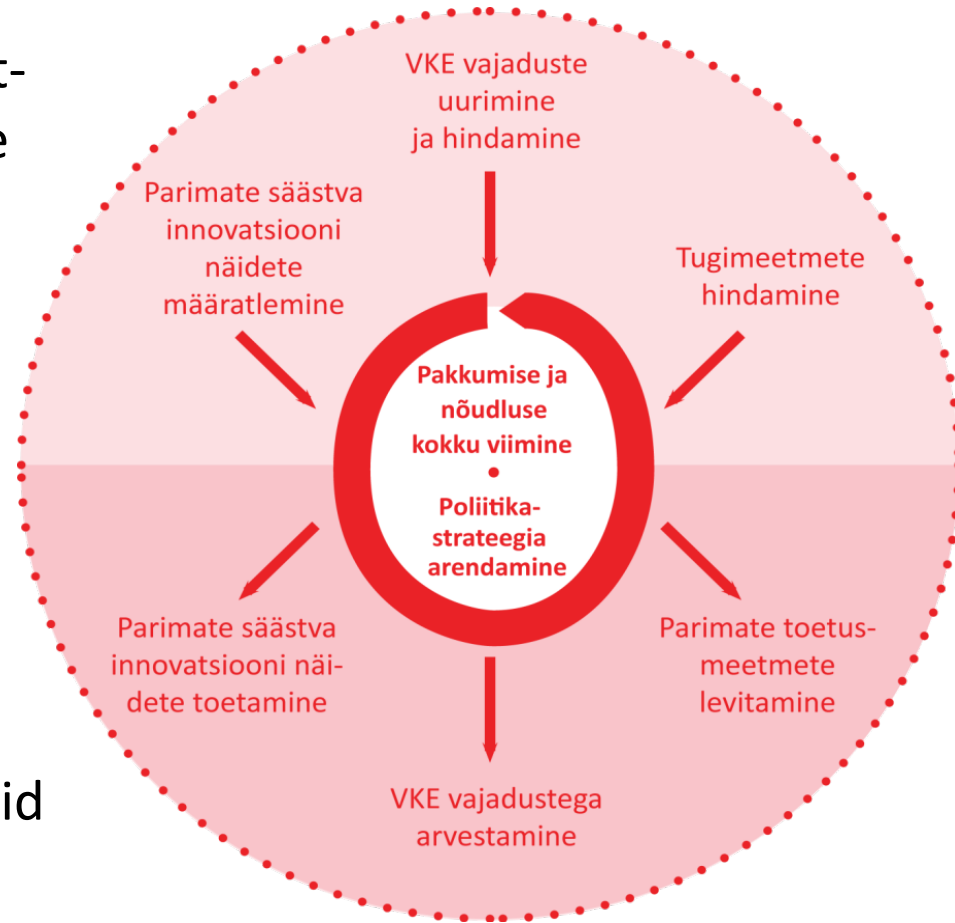 t-
e
VKE vajaduste
uurimine
ja hindamine
Parimate säästva
innovatsiooni
näidete
määratlemine
Tugimeetmete
hindamine
Pakkumise ja
nõudluse
kokku viimine
•
Poliitika-
strateegia
arendamine
Parimate säästva
innovatsiooni näi-
dete toetamine
Parimate toetus-
meetmete
levitamine
VKE vajadustega
arvestamine
id